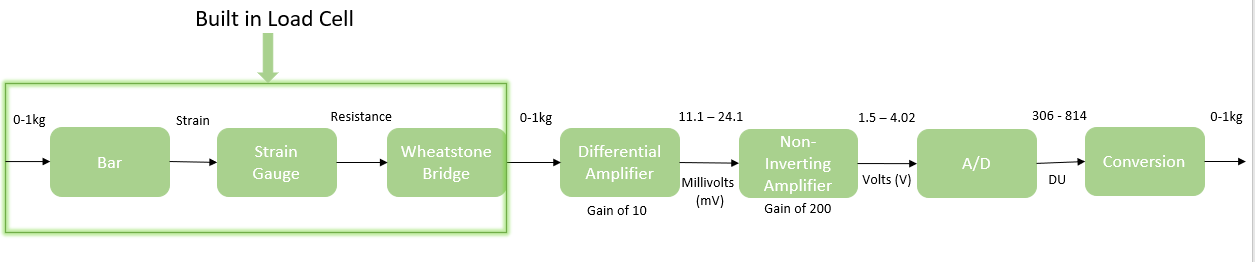 Built in Load Cell
0-1kg
Bar
Strain
Strain
Gauge
Resistance
Wheatstone
Bridge
0-1kg
Differential
Amplifier
Gain of 10
11.1 – 24.1
Millivolts
(mV)
Non-
Inverting
Amplifier
Gain of 200
1.5 – 4.02
Volts (V)
A/D
306 - 814
DU
Conversion
0-1kg